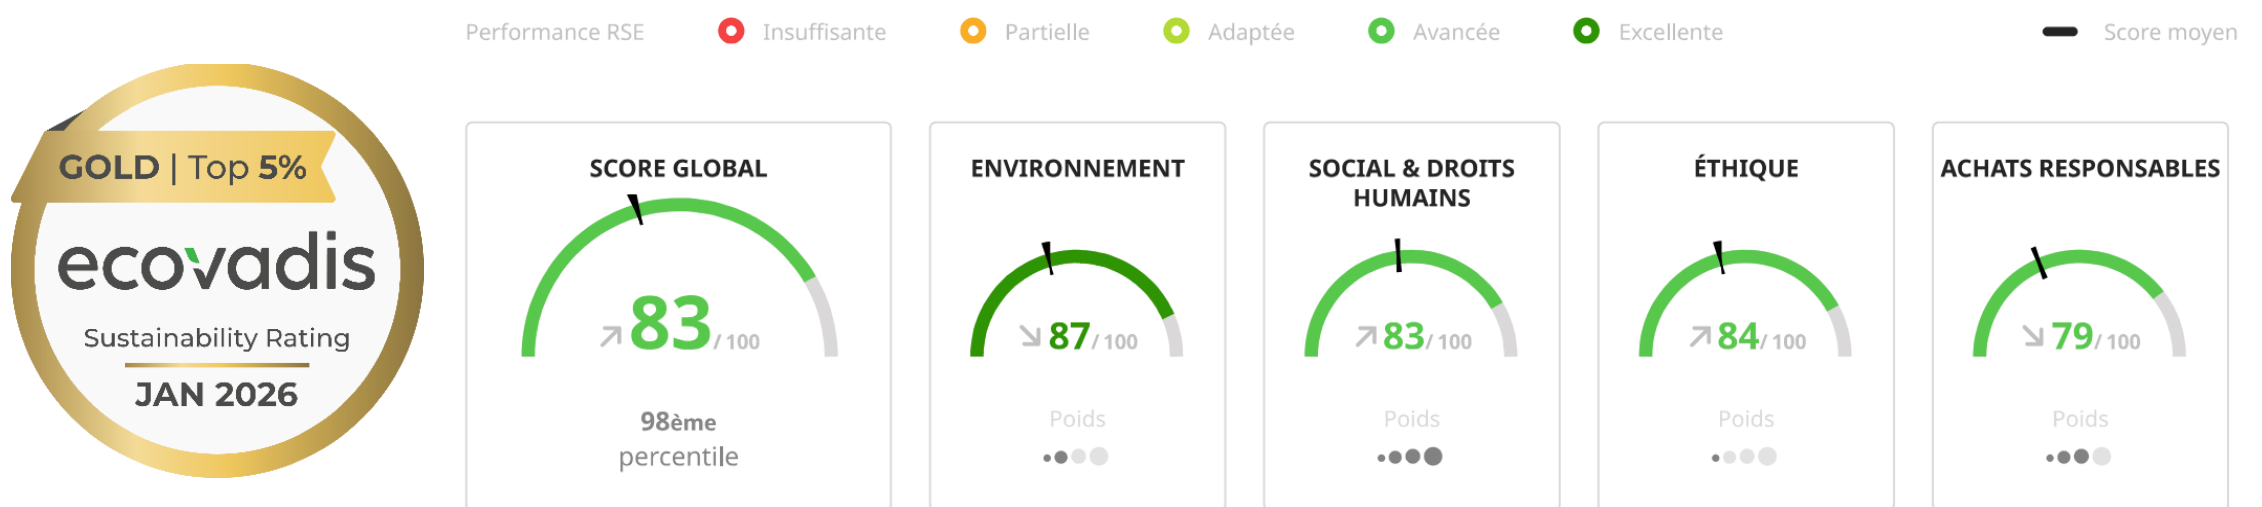 Performance RSE Insuffisante Partielle Adaptée Avancée Excellente Score moyen
GOLD | Top 5%
ecovadis
Sustainability Rating
JAN 2026
SCORE GLOBAL
83/ 100
98ème
percentile
ENVIRONNEMENT
87/ 100
Poids
SOCIAL & DROITS
HUMAINS
83/ 100
Poids
ÉTHIQUE
84/ 100
Poids
ACHATS RESPONSABLES
79/ 100
Poids